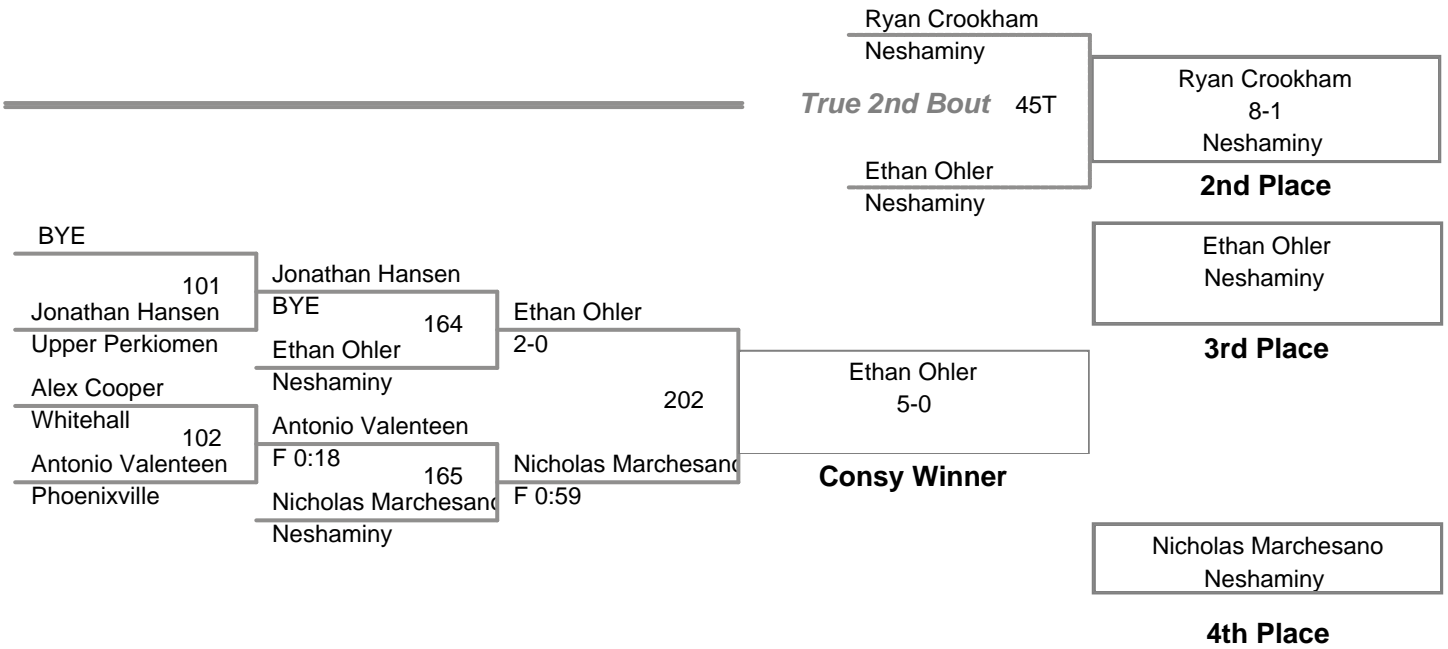 Ryan Crookham
Neshaminy
True 2nd Bout 45T
Ethan Ohler
Neshaminy
Ryan Crookham
8-1
Neshaminy
2nd Place
Ethan Ohler
Neshaminy
3rd Place
BYE
101
Jonathan Hansen
Upper Perkiomen
Alex Cooper
Whitehall
102
Antonio Valenteen
Phoenixville
Jonathan Hansen
BYE
164
Ethan Ohler
Neshaminy
Antonio Valenteen
F 0:18
165
Nicholas Marchesano
Neshaminy
Ethan Ohler
2-0
202
Nicholas Marchesano
F 0:59
Ethan Ohler
5-0
Consy Winner
Nicholas Marchesano
Neshaminy
4th Place